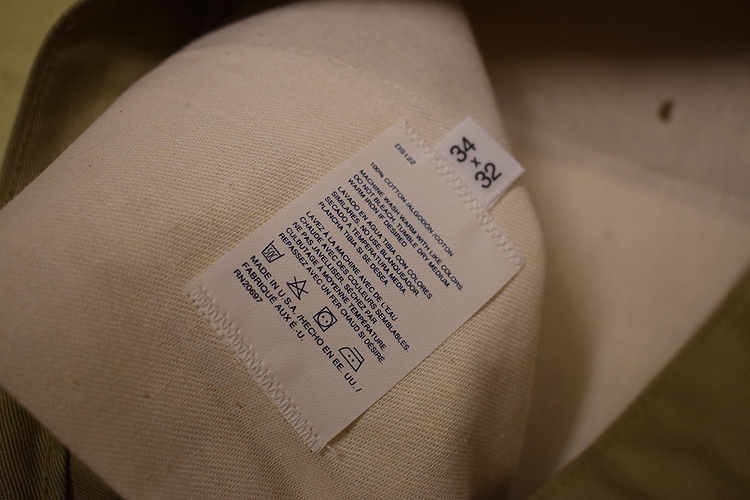 34
x
32
DS122
100% COTTON/ALGODÓN/COTON
MACHINE WASH WARM WITH LIKE COLORS
DO NOT BLEACH TUMBLE DRY MEDIUM
WARM IRON IF DESIRED
LAVADO EN AGUA TIBIA CON COLORES
SIMILARES. NO USE BLANQUEADOR
SECADO A TEMPERATURA MEDIA.
PLANCHA TIBIA SI SE DESEA.
LAVEZ À LA MACHINE AVEC DE L'EAU
CHAUDE AVEC DES COULEURS SEMBLABLES.
NE PAS JAVELLISER. SÉCHEZ PAR
CULBUTAGE À MOYENNE TEMPÉRATURE.
REPASSEZ AVEC UN FER CHAUD SI DÉSIRÉ.
MADE IN U.S.A. /HECHO EN EE. UU. /
FABRIQUÉ AUX É.-U.
RN20697